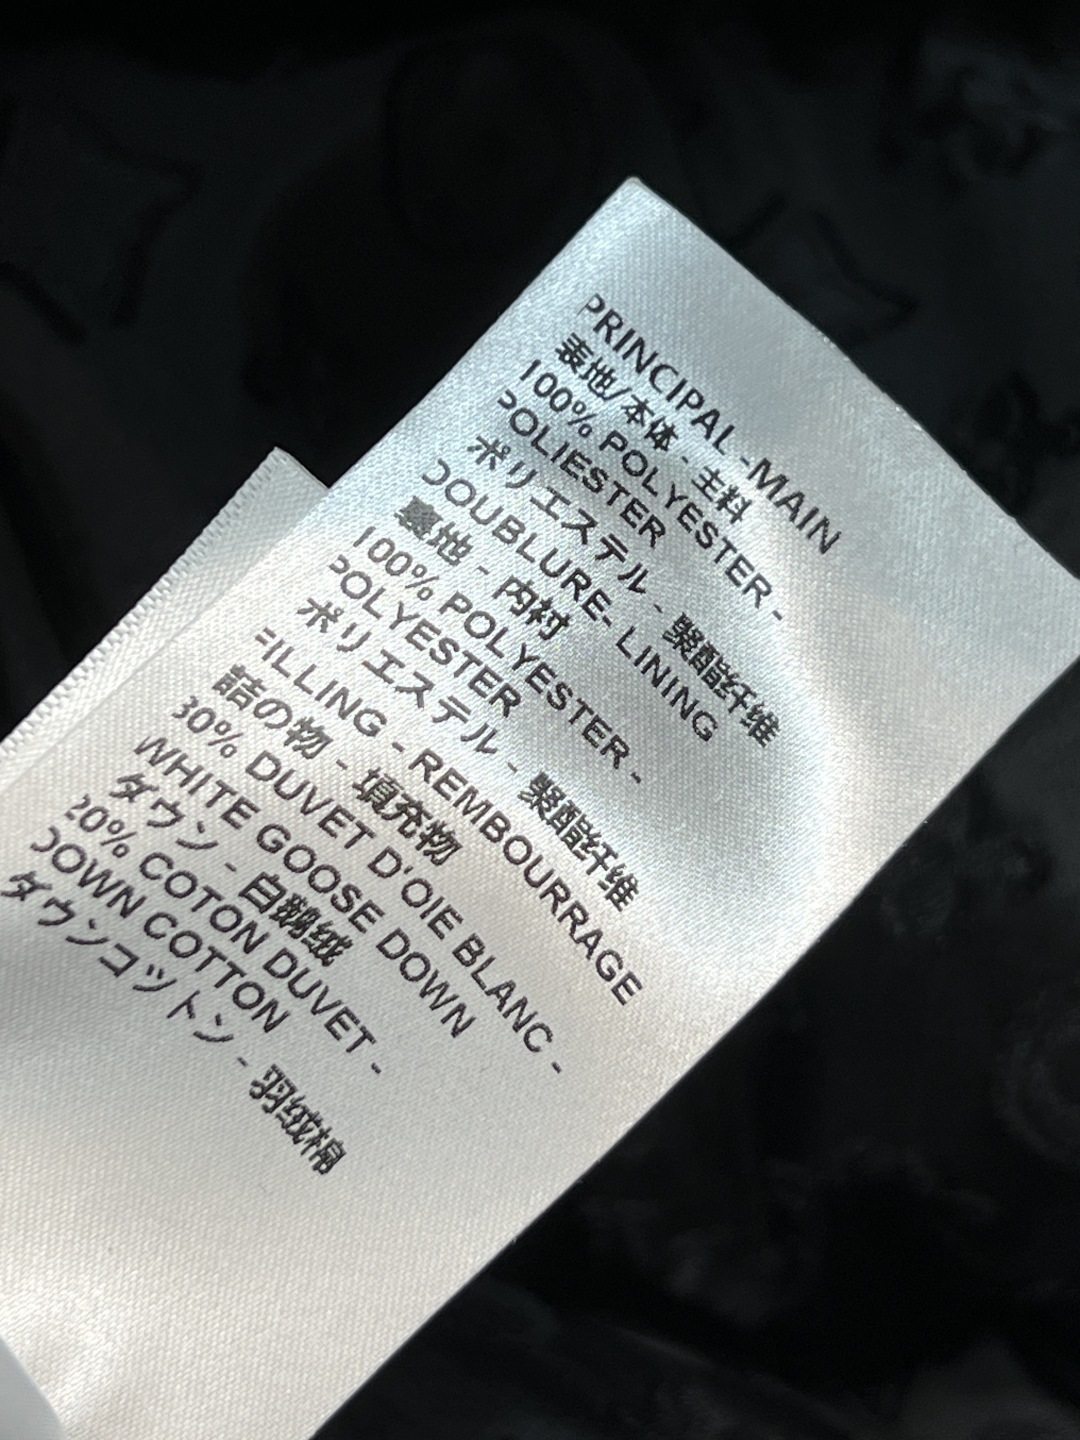 PRINCIPAL -MAIN
表地/本体 - 主料
100% POLYESTER -
POLIESTER
ポリエステル - 聚酯纤维
DOUBLURE- LINING
裏地 - 内衬
100% POLYESTER -
POLYESTER
ポリエステル - 聚酯纤维
FILLING - REMBOURRAGE
詰の物 - 填充物
80% DUVET D'OIE BLANC -
WHITE GOOSE DOWN
ダウン - 白鹅绒
20% COTON DUVET -
DOWN COTTON
ダウンコットン - 羽绒棉